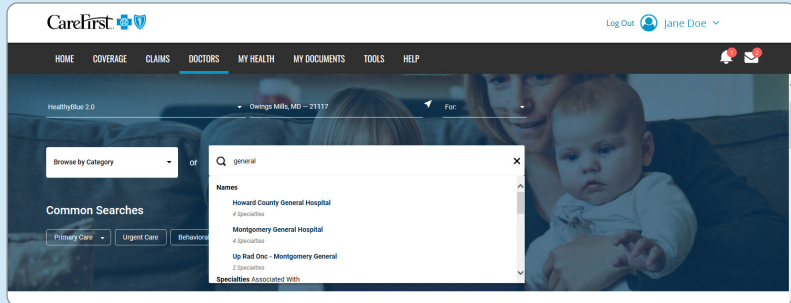 CareFirst
Log Out Jane Doe
HOME COVERAGE CLAIMS DOCTORS MY HEALTH MY DOCUMENTS TOOLS HELP
HealthyBlue 2.0 Owings Mills, MD — 21117 For:
Browse by Category or general
Names
Howard County General Hospital
4 Specialties
Montgomery General Hospital
4 Specialties
Up Rad Onc - Montgomery General
2 Specialties
Specialties Associated With
Common Searches
Primary Care Urgent Care Behavioral